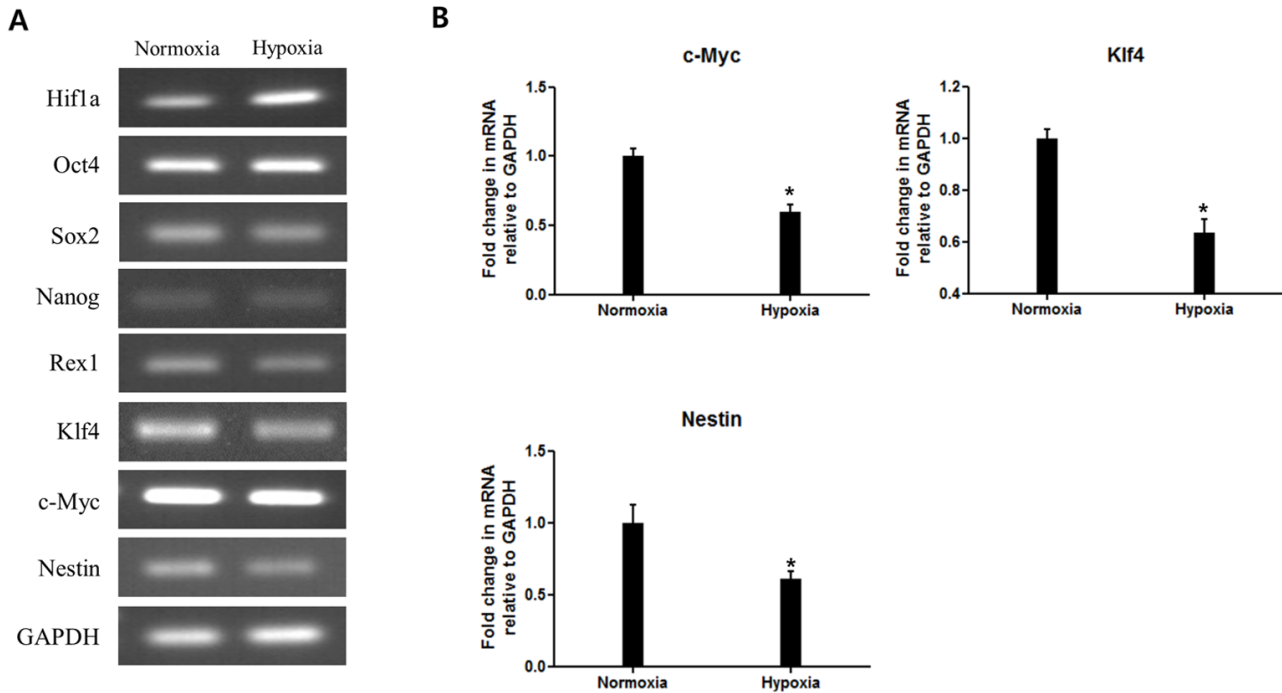 A
Normoxia Hypoxia
Hif1a
Oct4
Sox2
Nanog
Rex1
Klf4
c-Myc
Nestin
GAPDH
B
c-Myc
Fold change in mRNA
relative to GAPDH
1.5
1.0
0.5
0.0
*
Normoxia Hypoxia
Klf4
Fold change in mRNA
relative to GAPDH
1.2
1.0
0.8
0.6
0.4
*
Normoxia Hypoxia
Nestin
Fold change in mRNA
relative to GAPDH
1.5
1.0
0.5
0.0
*
Normoxia Hypoxia